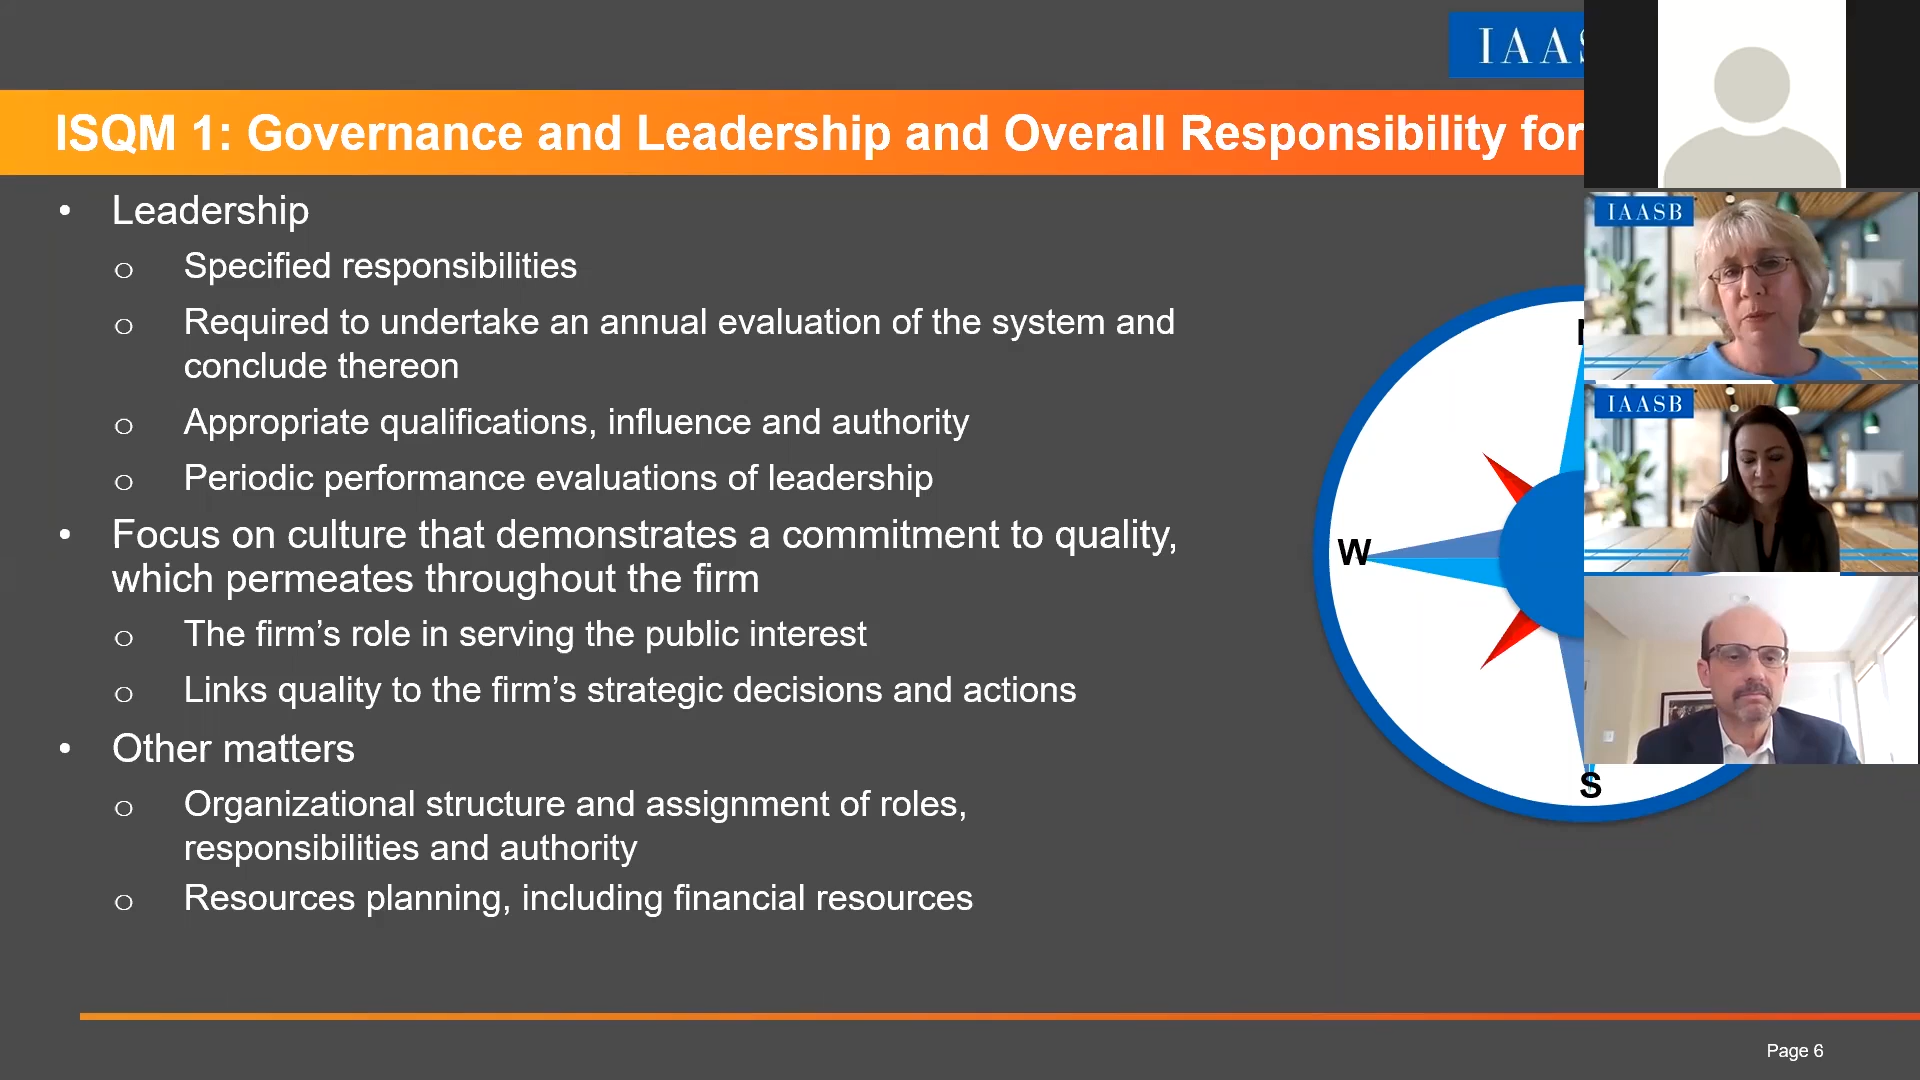 IAAS
ISQM 1: Governance and Leadership and Overall Responsibility for
• Leadership
o Specified responsibilities
o Required to undertake an annual evaluation of the system and
conclude thereon
o Appropriate qualifications, influence and authority
o Periodic performance evaluations of leadership
• Focus on culture that demonstrates a commitment to quality,
which permeates throughout the firm
o The firm’s role in serving the public interest
o Links quality to the firm’s strategic decisions and actions
• Other matters
o Organizational structure and assignment of roles,
responsibilities and authority
o Resources planning, including financial resources
W
S
IAASB
IAASB
Page 6